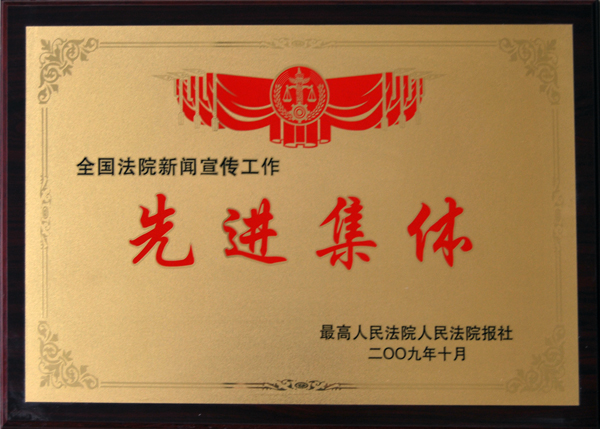 全国法院新闻宣传工作
先进集体
最高人民法院人民法院报社
二〇〇九年十月